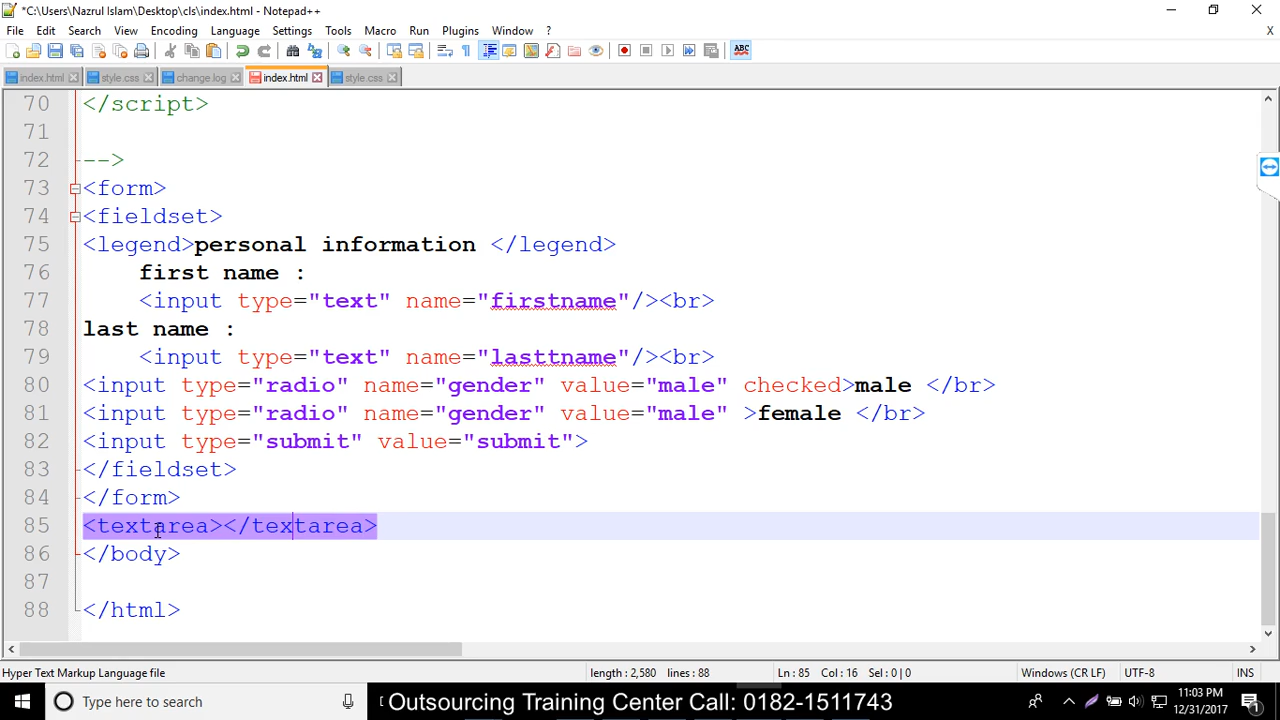 *C:\Users\Nazrul Islam\Desktop\cls\index.html - Notepad++
File Edit Search View Encoding Language Settings Tools Macro Run Plugins Window ? X
index.html style.css change.log index.html style.css
70 </script>
71
72 -->
73 <form>
74 <fieldset>
75 <legend>personal information </legend>
76 first name :
77 <input type="text" name="firstname"/><br>
78 last name :
79 <input type="text" name="lasttname"/><br>
80 <input type="radio" name="gender" value="male" checked>male </br>
81 <input type="radio" name="gender" value="male" >female </br>
82 <input type="submit" value="submit">
83 </fieldset>
84 </form>
85 <textarea></textarea>
86 </body>
87
88 </html>
Hyper Text Markup Language file length : 2,580 lines : 88 Ln : 85 Col : 16 Sel : 0 | 0 Windows (CR LF) UTF-8 INS
Type here to search
Outsourcing Training Center Call: 0182-1511743
11:03 PM
12/31/2017